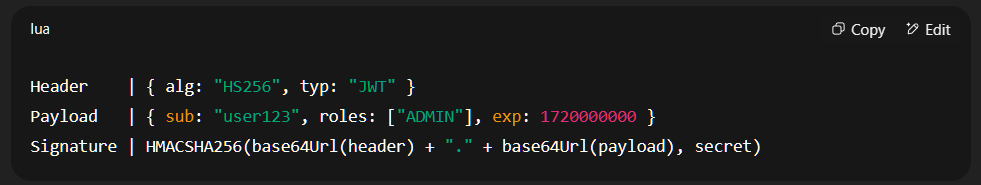 lua
Copy
Edit
Header    | { alg: "HS256", typ: "JWT" }
Payload   | { sub: "user123", roles: ["ADMIN"], exp: 1720000000 }
Signature | HMACSHA256(base64Url(header) + "." + base64Url(payload), secret)